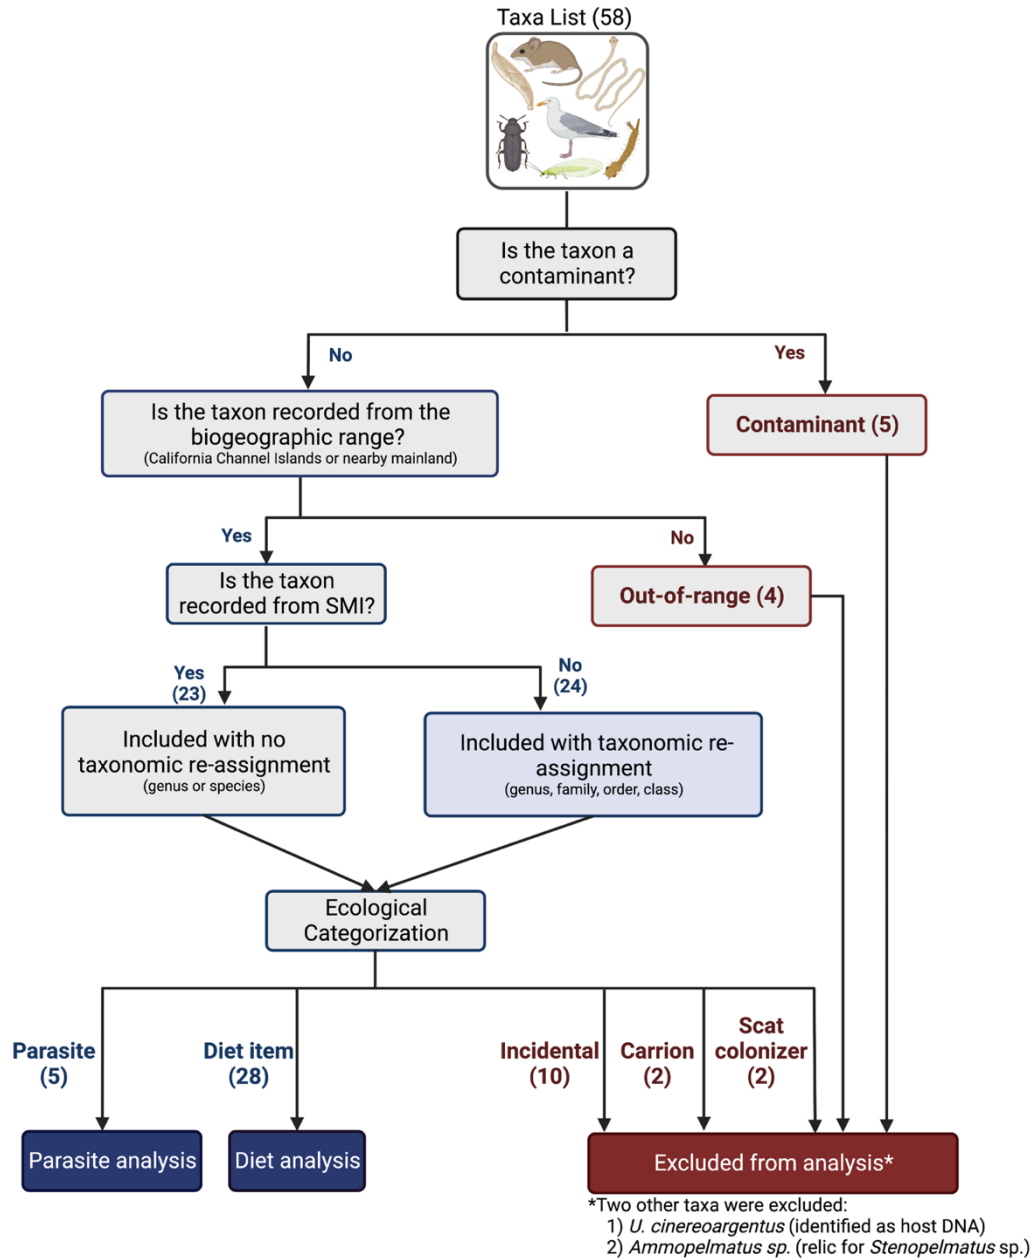 Taxa List (58)
Is the taxon a
contaminant?
No
Yes
Is the taxon recorded from the
biogeographic range?
(California Channel Islands or nearby mainland)
Contaminant (5)
Yes
No
Is the taxon
recorded from SMI?
Out-of-range (4)
Yes
(23)
No
(24)
Included with no
taxonomic re-assignment
(genus or species)
Included with taxonomic re-
assignment
(genus, family, order, class)
Ecological
Categorization
Parasite
(5)
Diet item
(28)
Incidental
(10)
Carrion
(2)
Scat
colonizer
(2)
Parasite analysis
Diet analysis
Excluded from analysis*
*Two other taxa were excluded:
1) U. cinereoargentus (identified as host DNA)
2) Ammopelmatus sp. (relic for Stenopelmatus sp.)